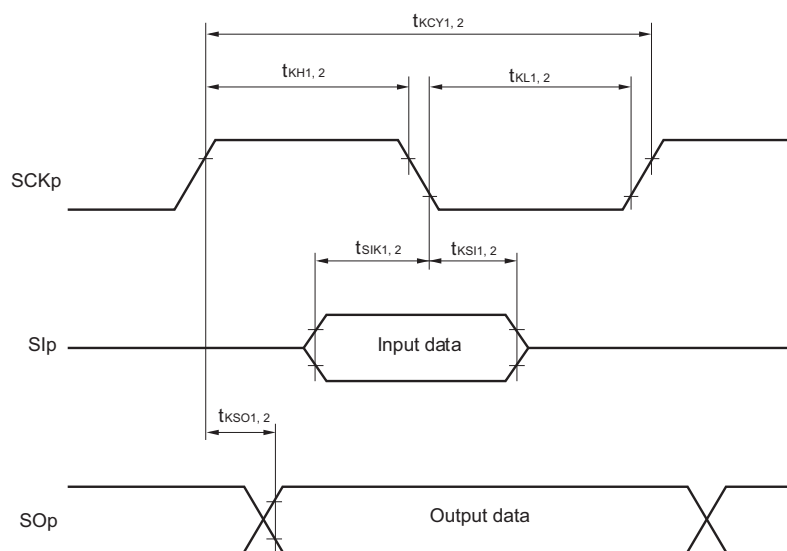 tKCY1, 2
tKH1, 2
tKL1, 2
SCKp
tSIK1, 2
tKSI1, 2
SIp
Input data
tKSO1, 2
SOp
Output data